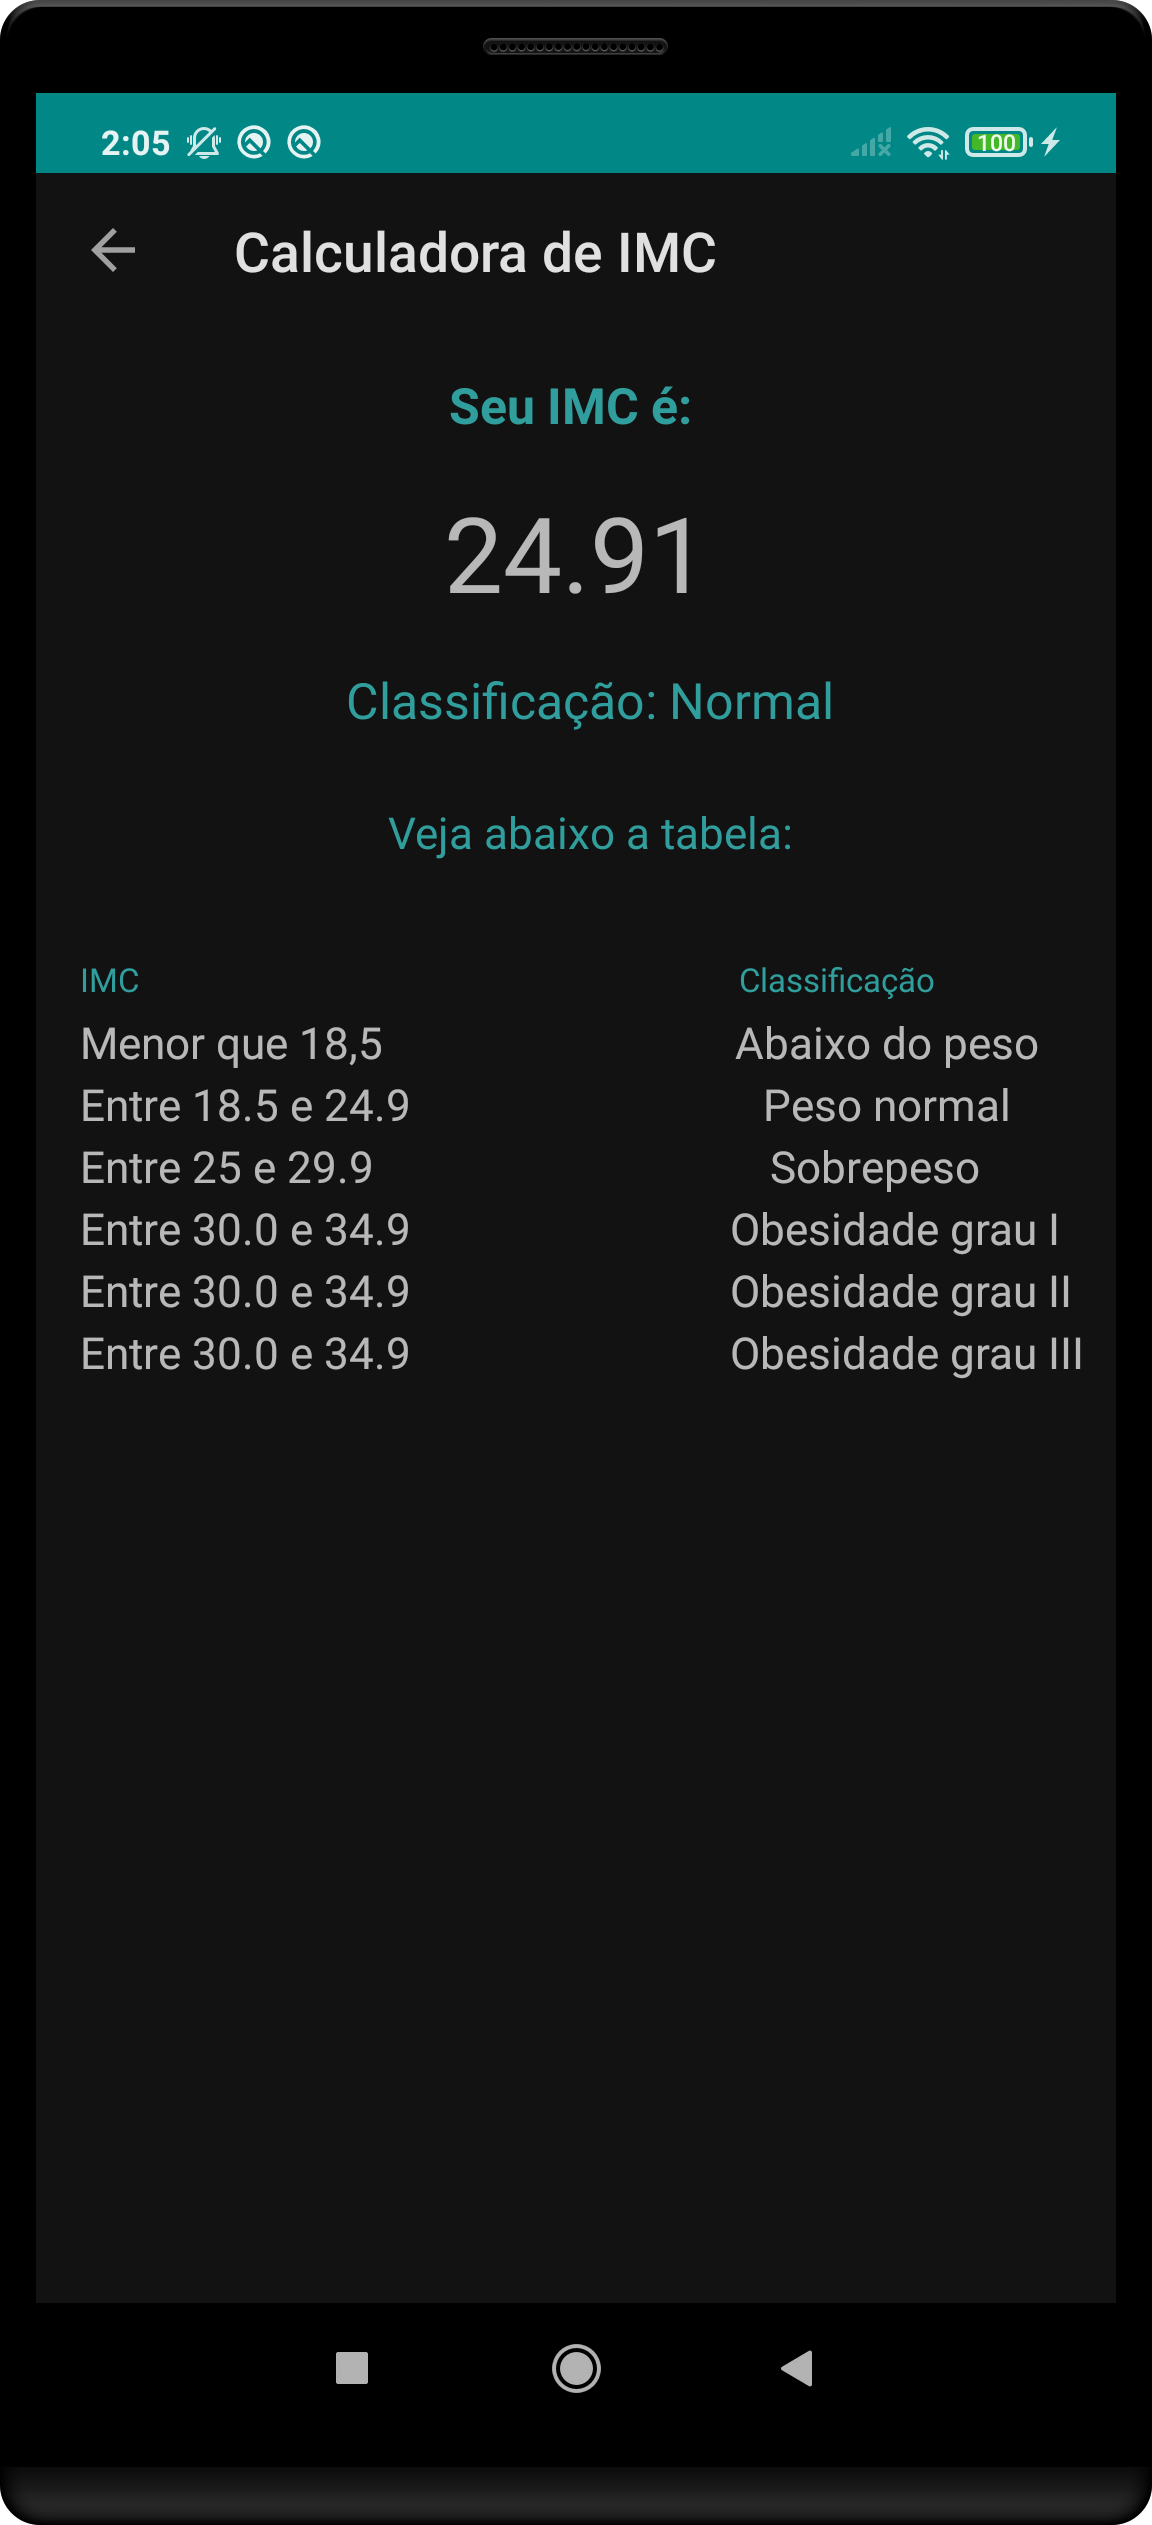 2:05
100
Calculadora de IMC
Seu IMC é:
24.91
Classificação: Normal
Veja abaixo a tabela:
IMC Classificação
Menor que 18,5 Abaixo do peso
Entre 18.5 e 24.9 Peso normal
Entre 25 e 29.9 Sobrepeso
Entre 30.0 e 34.9 Obesidade grau I
Entre 30.0 e 34.9 Obesidade grau II
Entre 30.0 e 34.9 Obesidade grau III